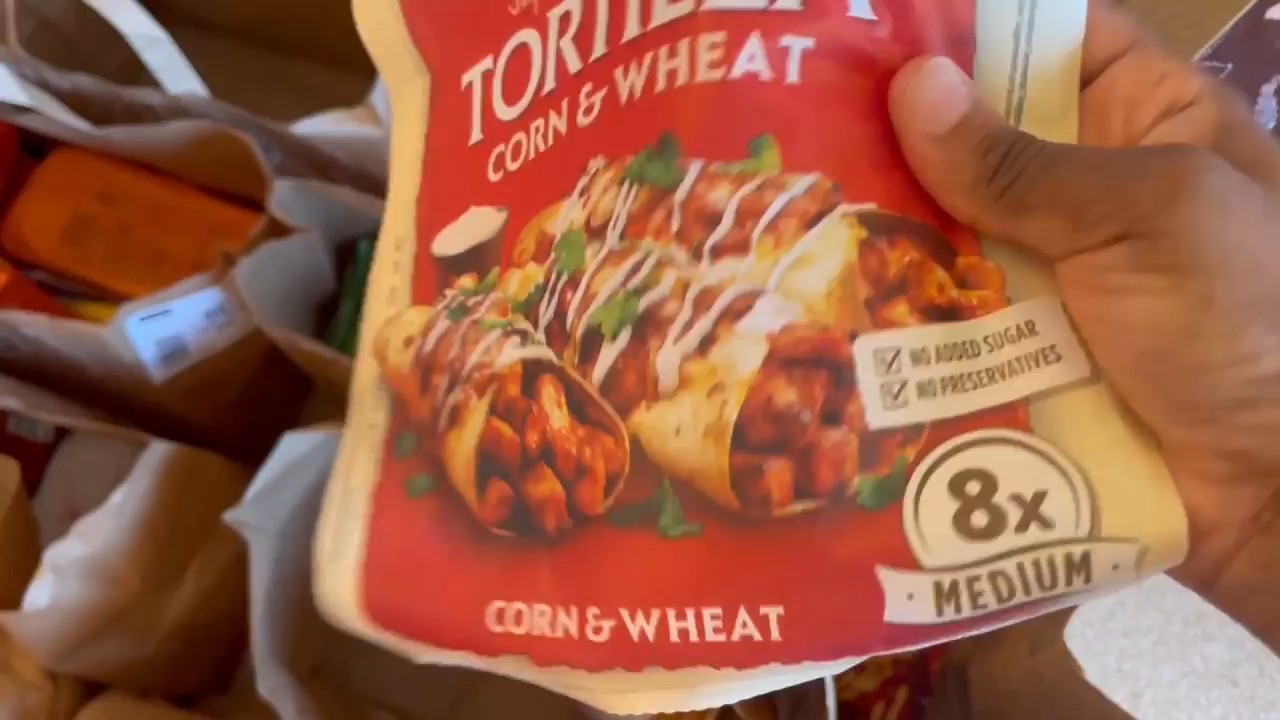 TORTILLA
CORN & WHEAT
NO ADDED SUGAR
NO PRESERVATIVES
8x
MEDIUM
CORN & WHEAT